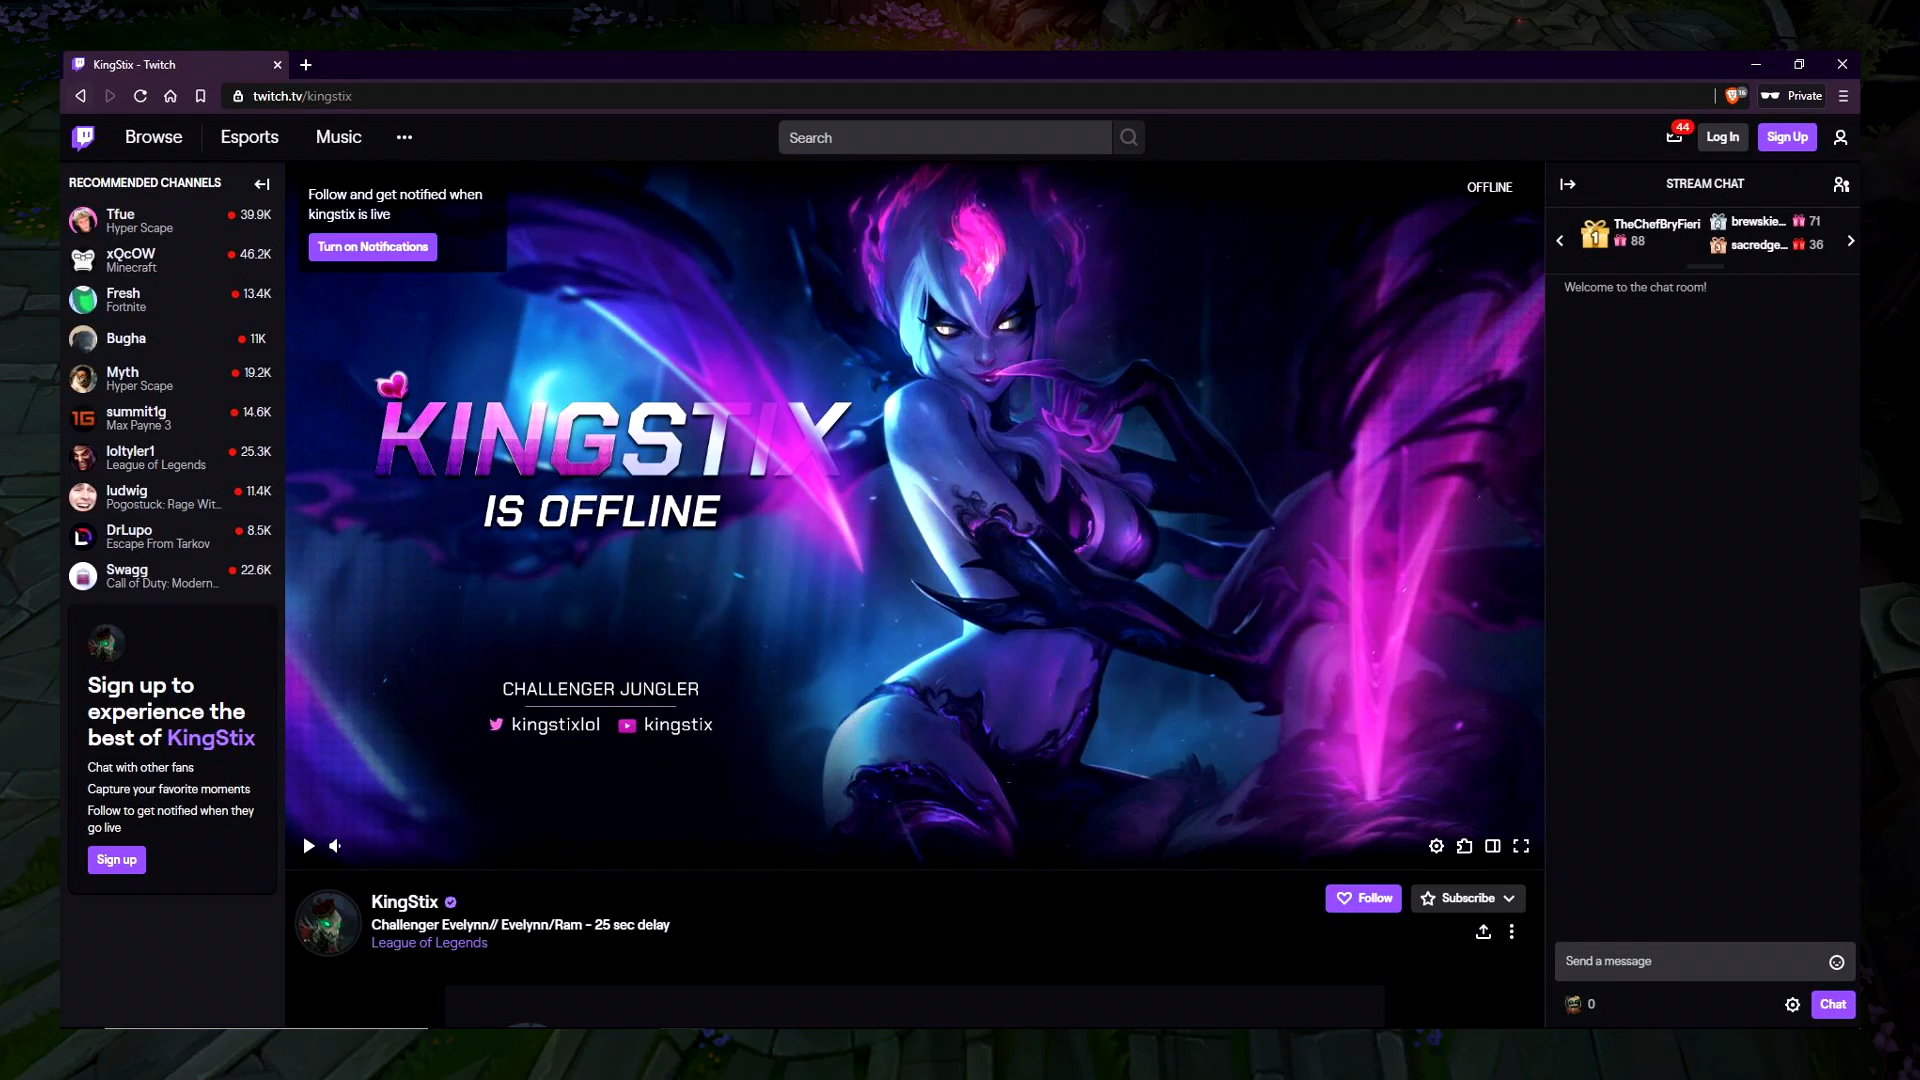 KingStix - Twitch
twitch.tv/kingstix
16
Private
Browse
Esports
Music
Search
44
Log In
Sign Up
RECOMMENDED CHANNELS
Tfue
39.9K
Hyper Scape
xQcOW
46.2K
Minecraft
Fresh
13.4K
Fortnite
Bugha
11K
Myth
19.2K
Hyper Scape
summit1g
14.6K
Max Payne 3
loltyler1
25.3K
League of Legends
ludwig
11.4K
Pogostuck: Rage Wit...
DrLupo
8.5K
Escape From Tarkov
Swagg
22.6K
Call of Duty: Modern...
Sign up to
experience the
best of KingStix
Chat with other fans
Capture your favorite moments
Follow to get notified when they
go live
Sign up
Follow and get notified when
kingstix is live
Turn on Notifications
OFFLINE
KINGSTIX
IS OFFLINE
CHALLENGER JUNGLER
kingstixlol kingstix
KingStix
Challenger Evelynn// Evelynn/Ram - 25 sec delay
League of Legends
Follow
Subscribe
STREAM CHAT
1
TheChefBryFieri
88
2
brewskie...
71
3
sacredge...
36
Welcome to the chat room!
Send a message
0
Chat